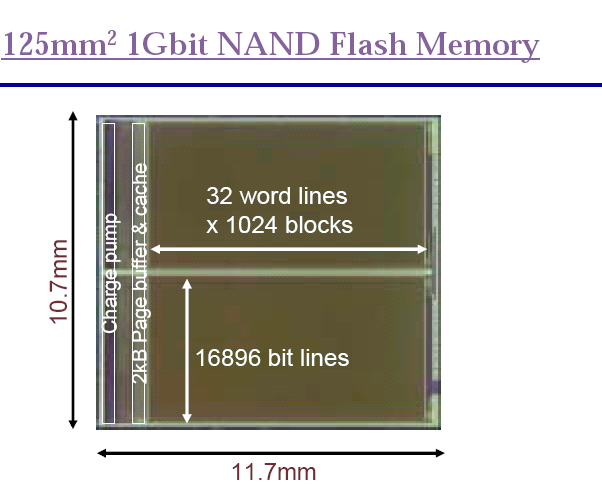 125mm² 1Gbit NAND Flash Memory
32 word lines
x 1024 blocks
Charge pump
2kB Page buffer & cache
10.7mm
16896 bit lines
11.7mm